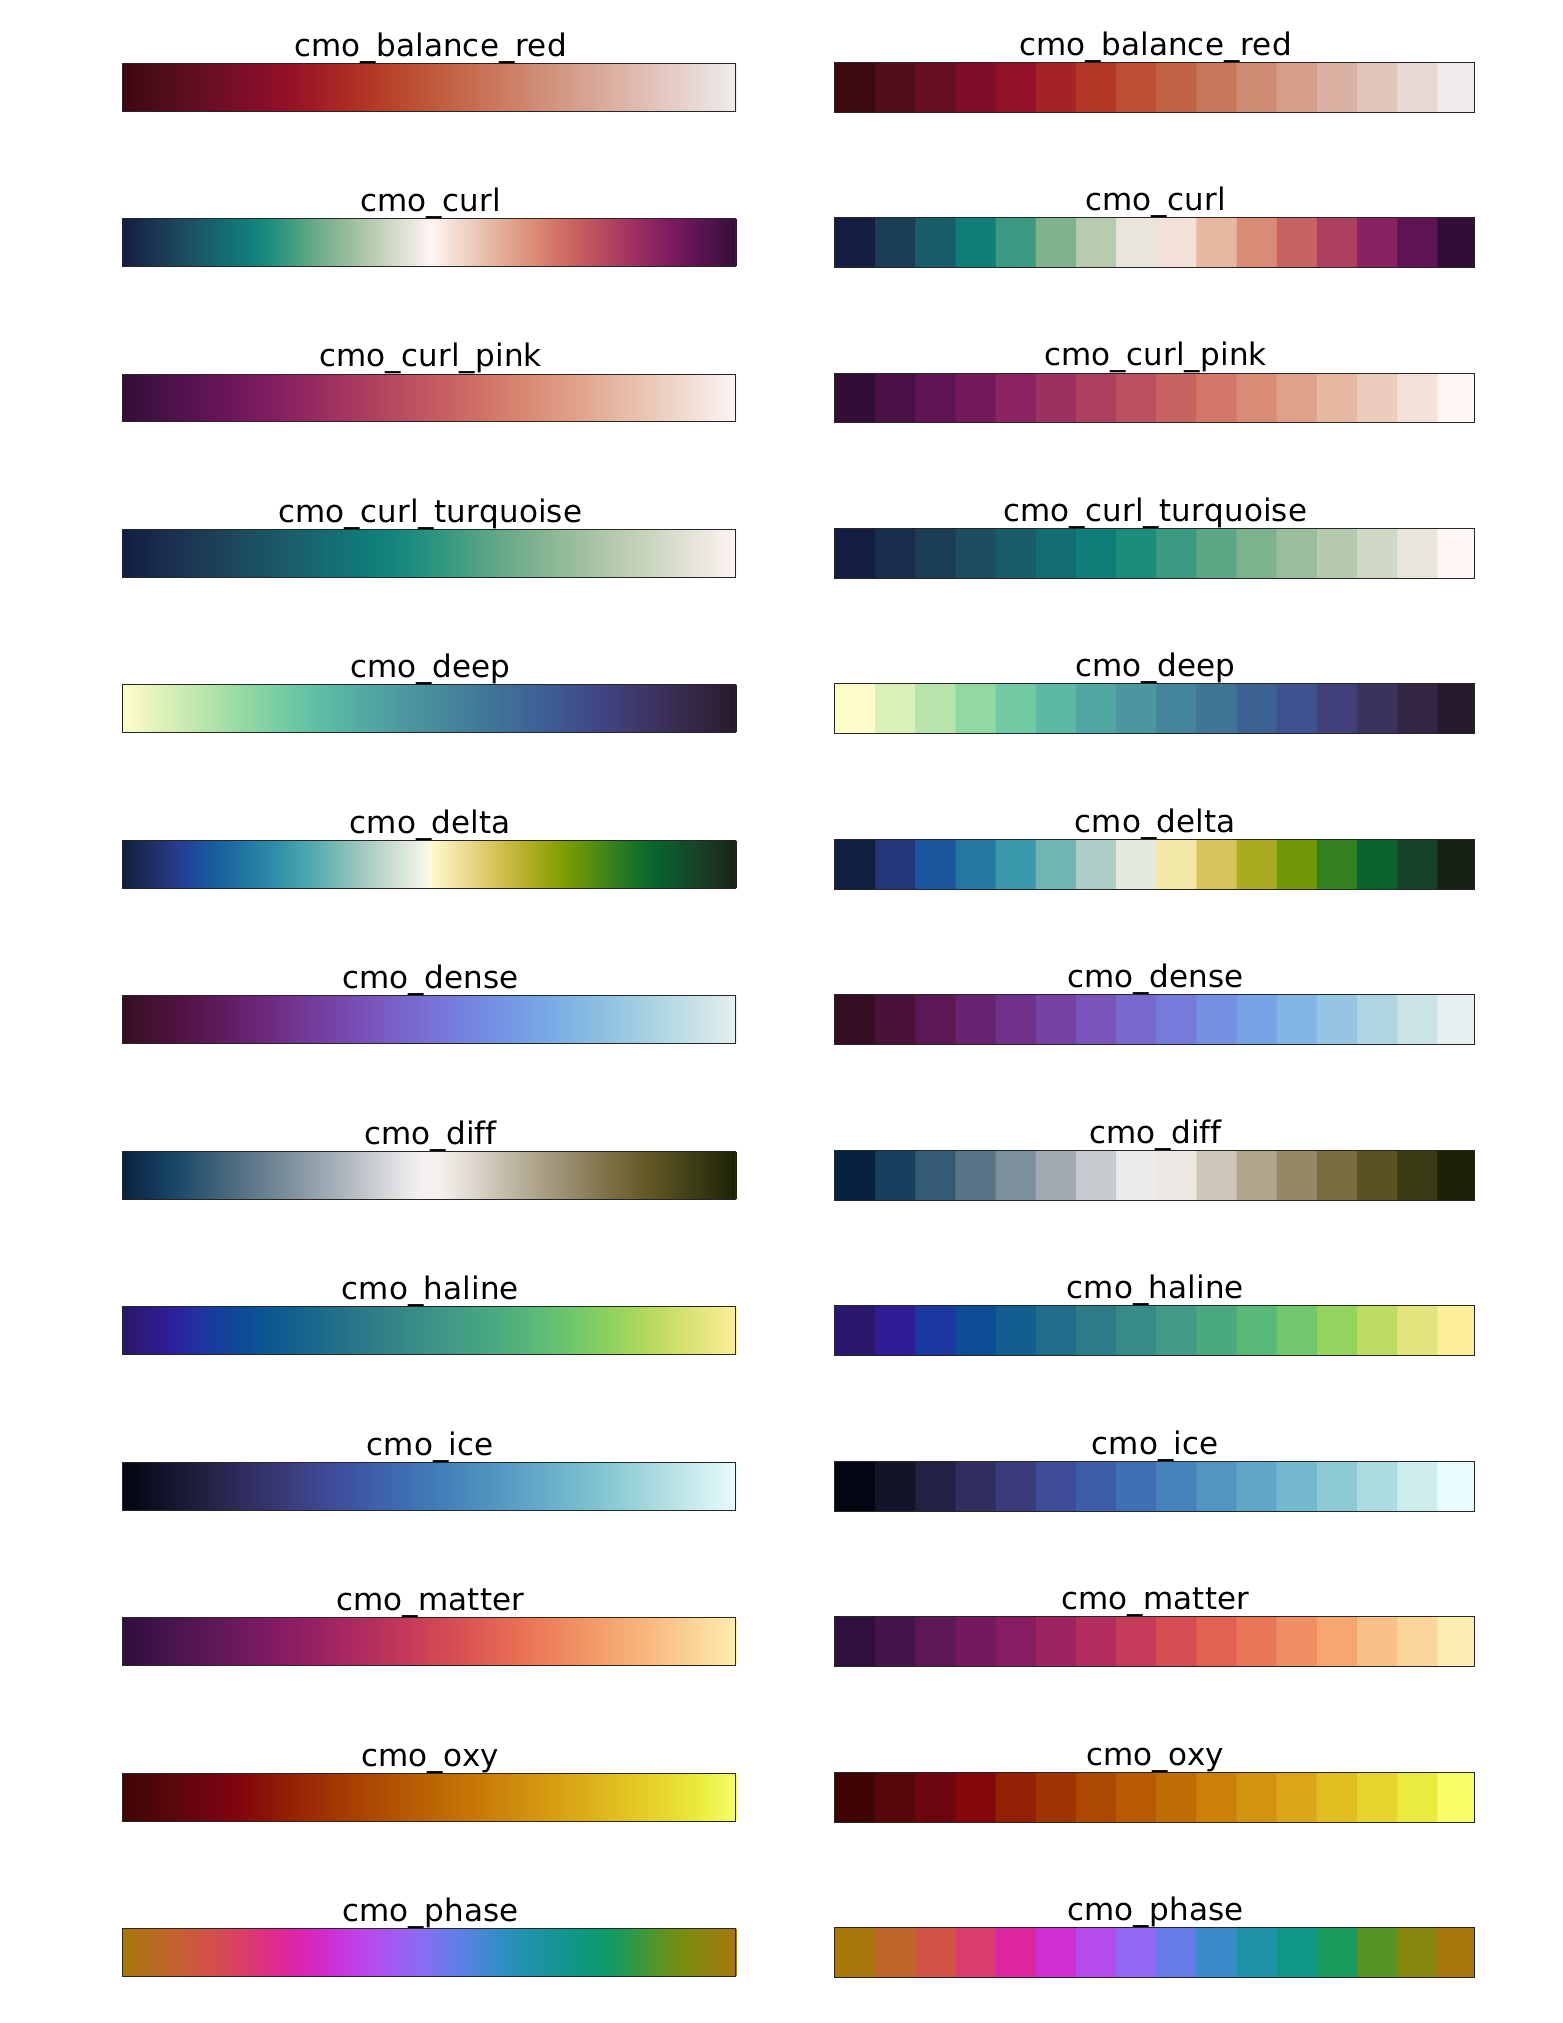 cmo_balance_red cmo_balance_red
cmo_curl cmo_curl
cmo_curl_pink cmo_curl_pink
cmo_curl_turquoise cmo_curl_turquoise
cmo_deep cmo_deep
cmo_delta cmo_delta
cmo_dense cmo_dense
cmo_diff cmo_diff
cmo_haline cmo_haline
cmo_ice cmo_ice
cmo_matter cmo_matter
cmo_oxy cmo_oxy
cmo_phase cmo_phase